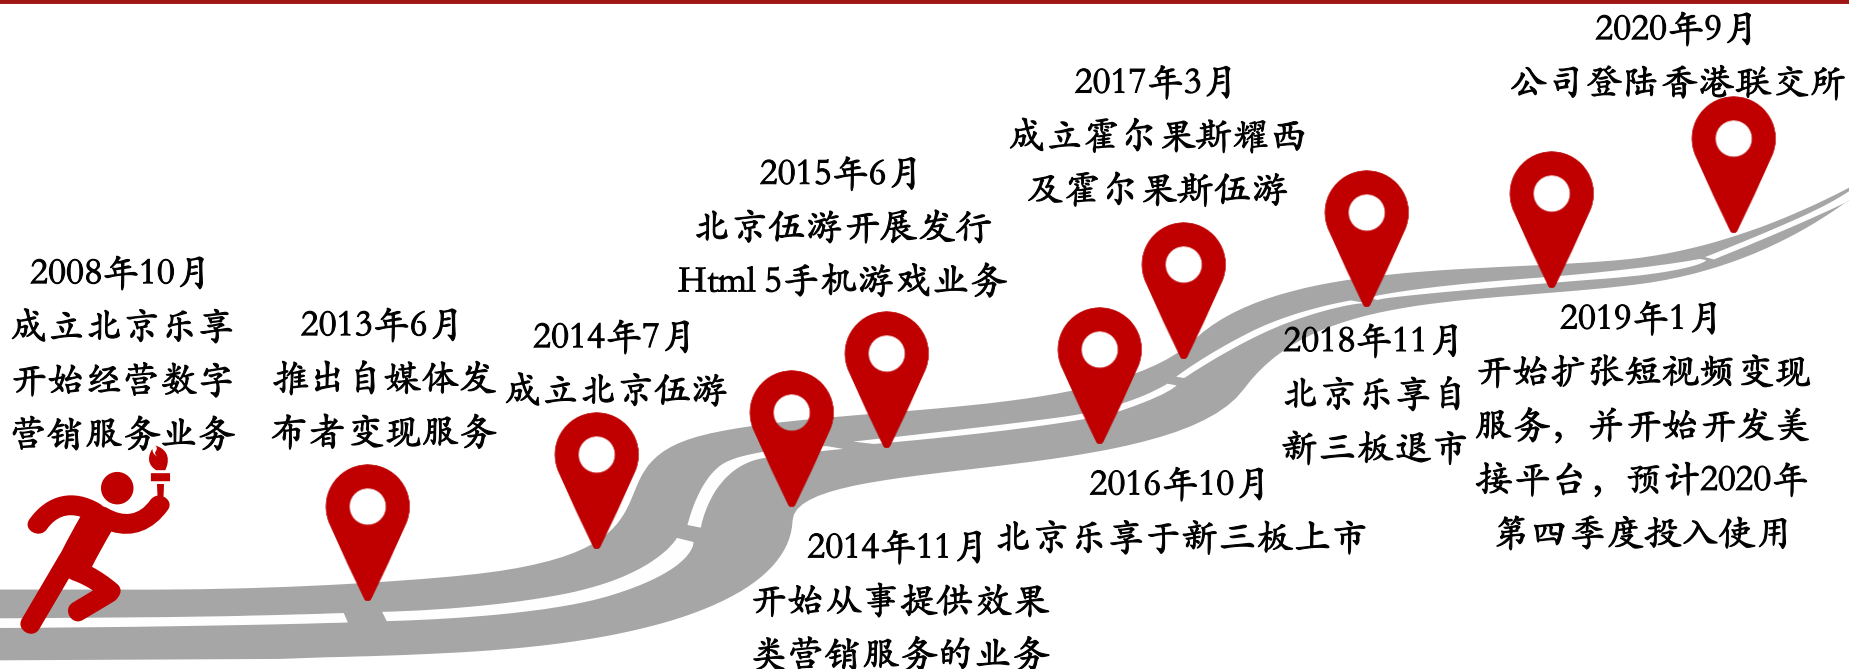 2008年10月
成立北京乐享
开始经营数字
营销服务业务
2013年6月
推出自媒体发
布者变现服务
2014年7月
成立北京伍游
2014年11月
开始从事提供效果
类营销服务的业务
2015年6月
北京伍游开展发行
Html 5手机游戏业务
2016年10月
北京乐享于新三板上市
2017年3月
成立霍尔果斯耀西
及霍尔果斯伍游
2018年11月
北京乐享自
新三板退市
2019年1月
开始扩张短视频变现
服务，并开始开发美
接平台，预计2020年
第四季度投入使用
2020年9月
公司登陆香港联交所